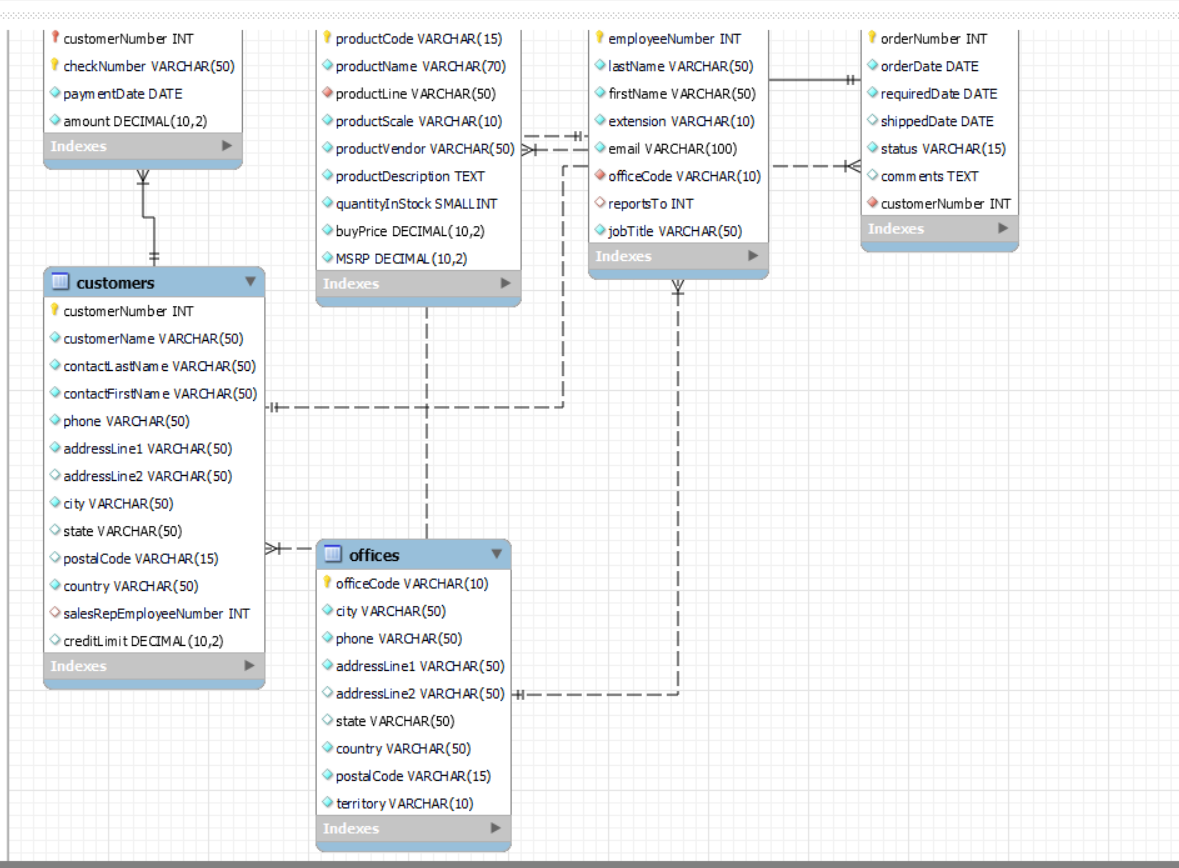 customerNumber INT
checkNumber VARCHAR(50)
paymentDate DATE
amount DECIMAL(10,2)
Indexes
productCode VARCHAR(15)
productName VARCHAR(70)
productLine VARCHAR(50)
productScale VARCHAR(10)
productVendor VARCHAR(50)
productDescription TEXT
quantityInStock SMALLINT
buyPrice DECIMAL(10,2)
MSRP DECIMAL(10,2)
Indexes
employeeNumber INT
lastName VARCHAR(50)
firstName VARCHAR(50)
extension VARCHAR(10)
email VARCHAR(100)
officeCode VARCHAR(10)
reportsTo INT
jobTitle VARCHAR(50)
Indexes
orderNumber INT
orderDate DATE
requiredDate DATE
shippedDate DATE
status VARCHAR(15)
comments TEXT
customerNumber INT
Indexes
customers
customerNumber INT
customerName VARCHAR(50)
contactLastName VARCHAR(50)
contactFirstName VARCHAR(50)
phone VARCHAR(50)
addressLine1 VARCHAR(50)
addressLine2 VARCHAR(50)
city VARCHAR(50)
state VARCHAR(50)
postalCode VARCHAR(15)
country VARCHAR(50)
salesRepEmployeeNumber INT
creditLimit DECIMAL(10,2)
Indexes
offices
officeCode VARCHAR(10)
city VARCHAR(50)
phone VARCHAR(50)
addressLine1 VARCHAR(50)
addressLine2 VARCHAR(50)
state VARCHAR(50)
country VARCHAR(50)
postalCode VARCHAR(15)
territory VARCHAR(10)
Indexes